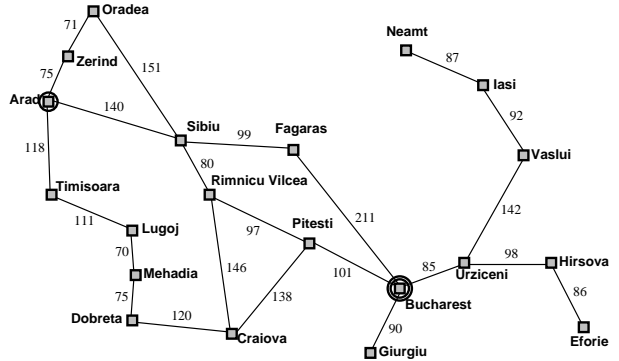 Oradea
71
Neamt
87
Zerind
151
75
Iasi
Arad
140
92
Sibiu
Fagaras
99
118
Vaslui
80
Timisoara
Rimnicu Vilcea
111
Lugoj
97
Pitesti
211
142
70
98
Mehadia
146
101
85
Hirsova
Urziceni
75
138
86
Bucharest
Dobreta
120
90
Craiova
Eforie
Giurgiu